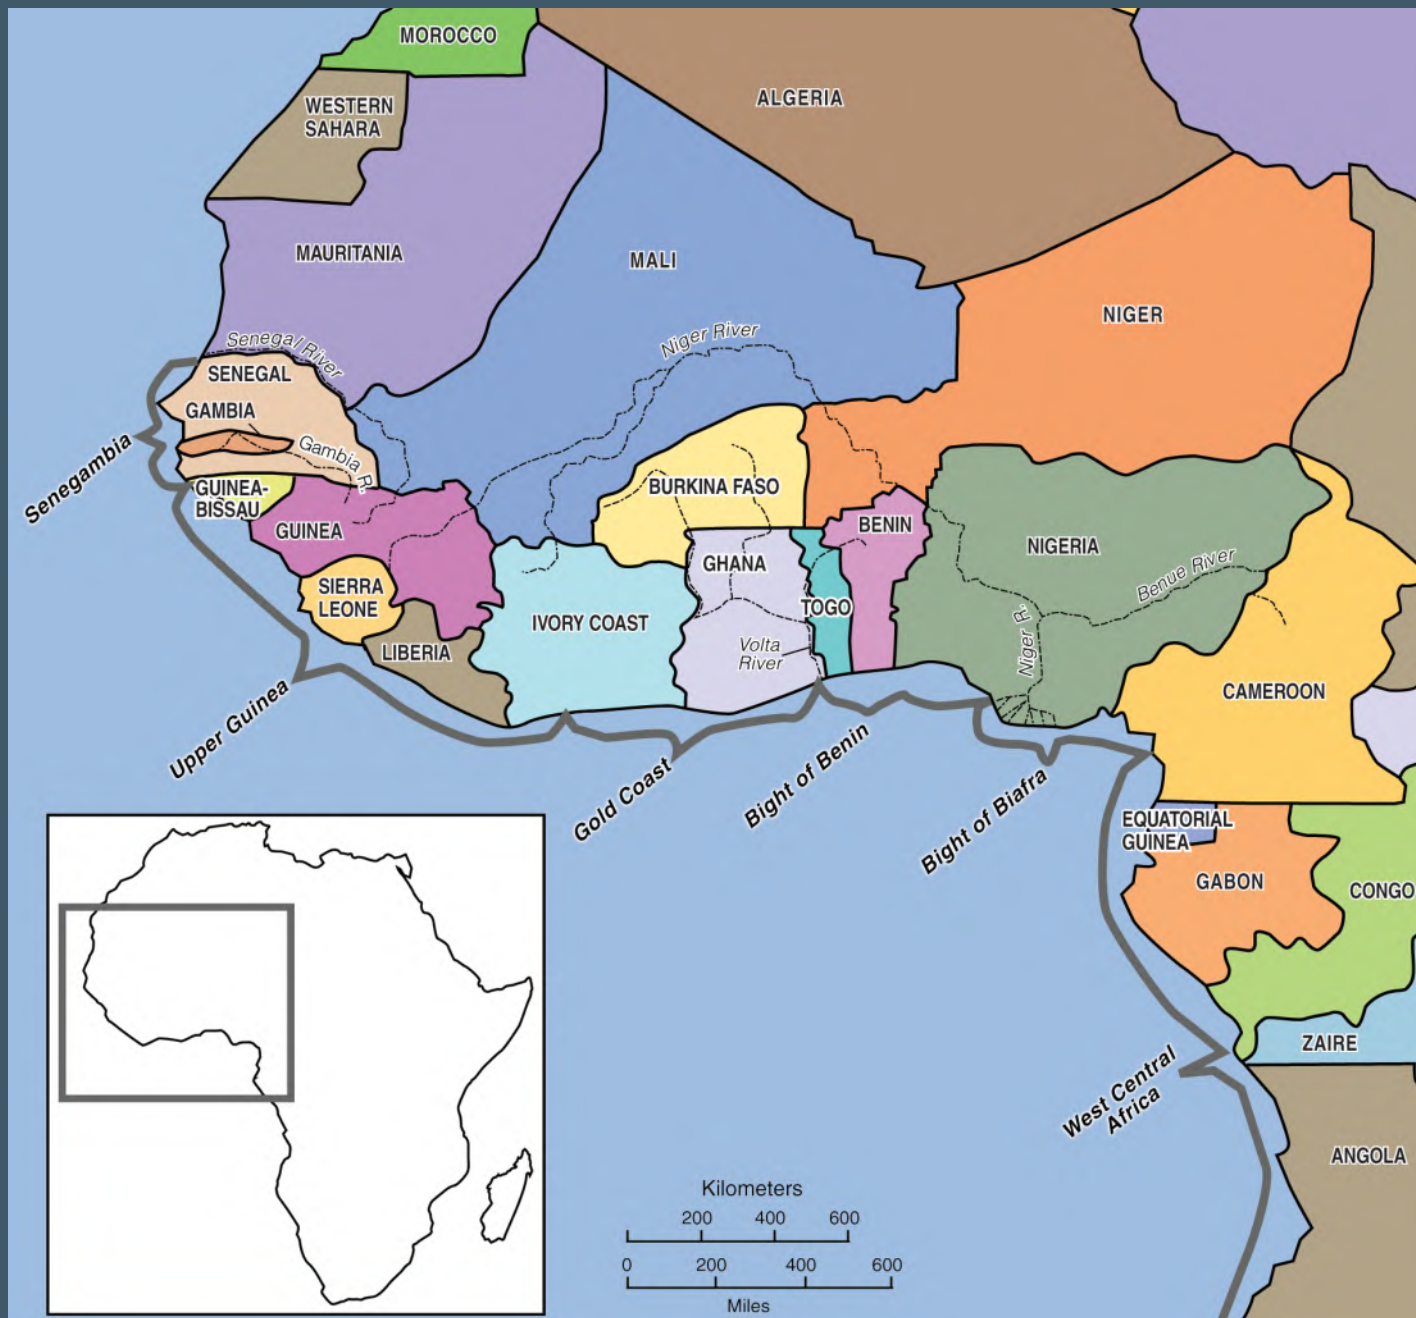 MOROCCO
ALGERIA
WESTERN
SAHARA
MAURITANIA
MALI
NIGER
Senegal River
Niger River
SENEGAL
GAMBIA
Gambia R.
Senegambia
GUINEA-
BISSAU
GUINEA
BURKINA FASO
BENIN
NIGERIA
Benue River
GHANA
SIERRA
LEONE
IVORY COAST
TOGO
LIBERIA
Volta
River
Niger R.
CAMEROON
Upper Guinea
Gold Coast
Bight of Benin
Bight of Biafra
EQUATORIAL
GUINEA
GABON
CONGO
ZAIRE
West Central
Africa
ANGOLA
Kilometers
200 400 600
0 200 400 600
Miles